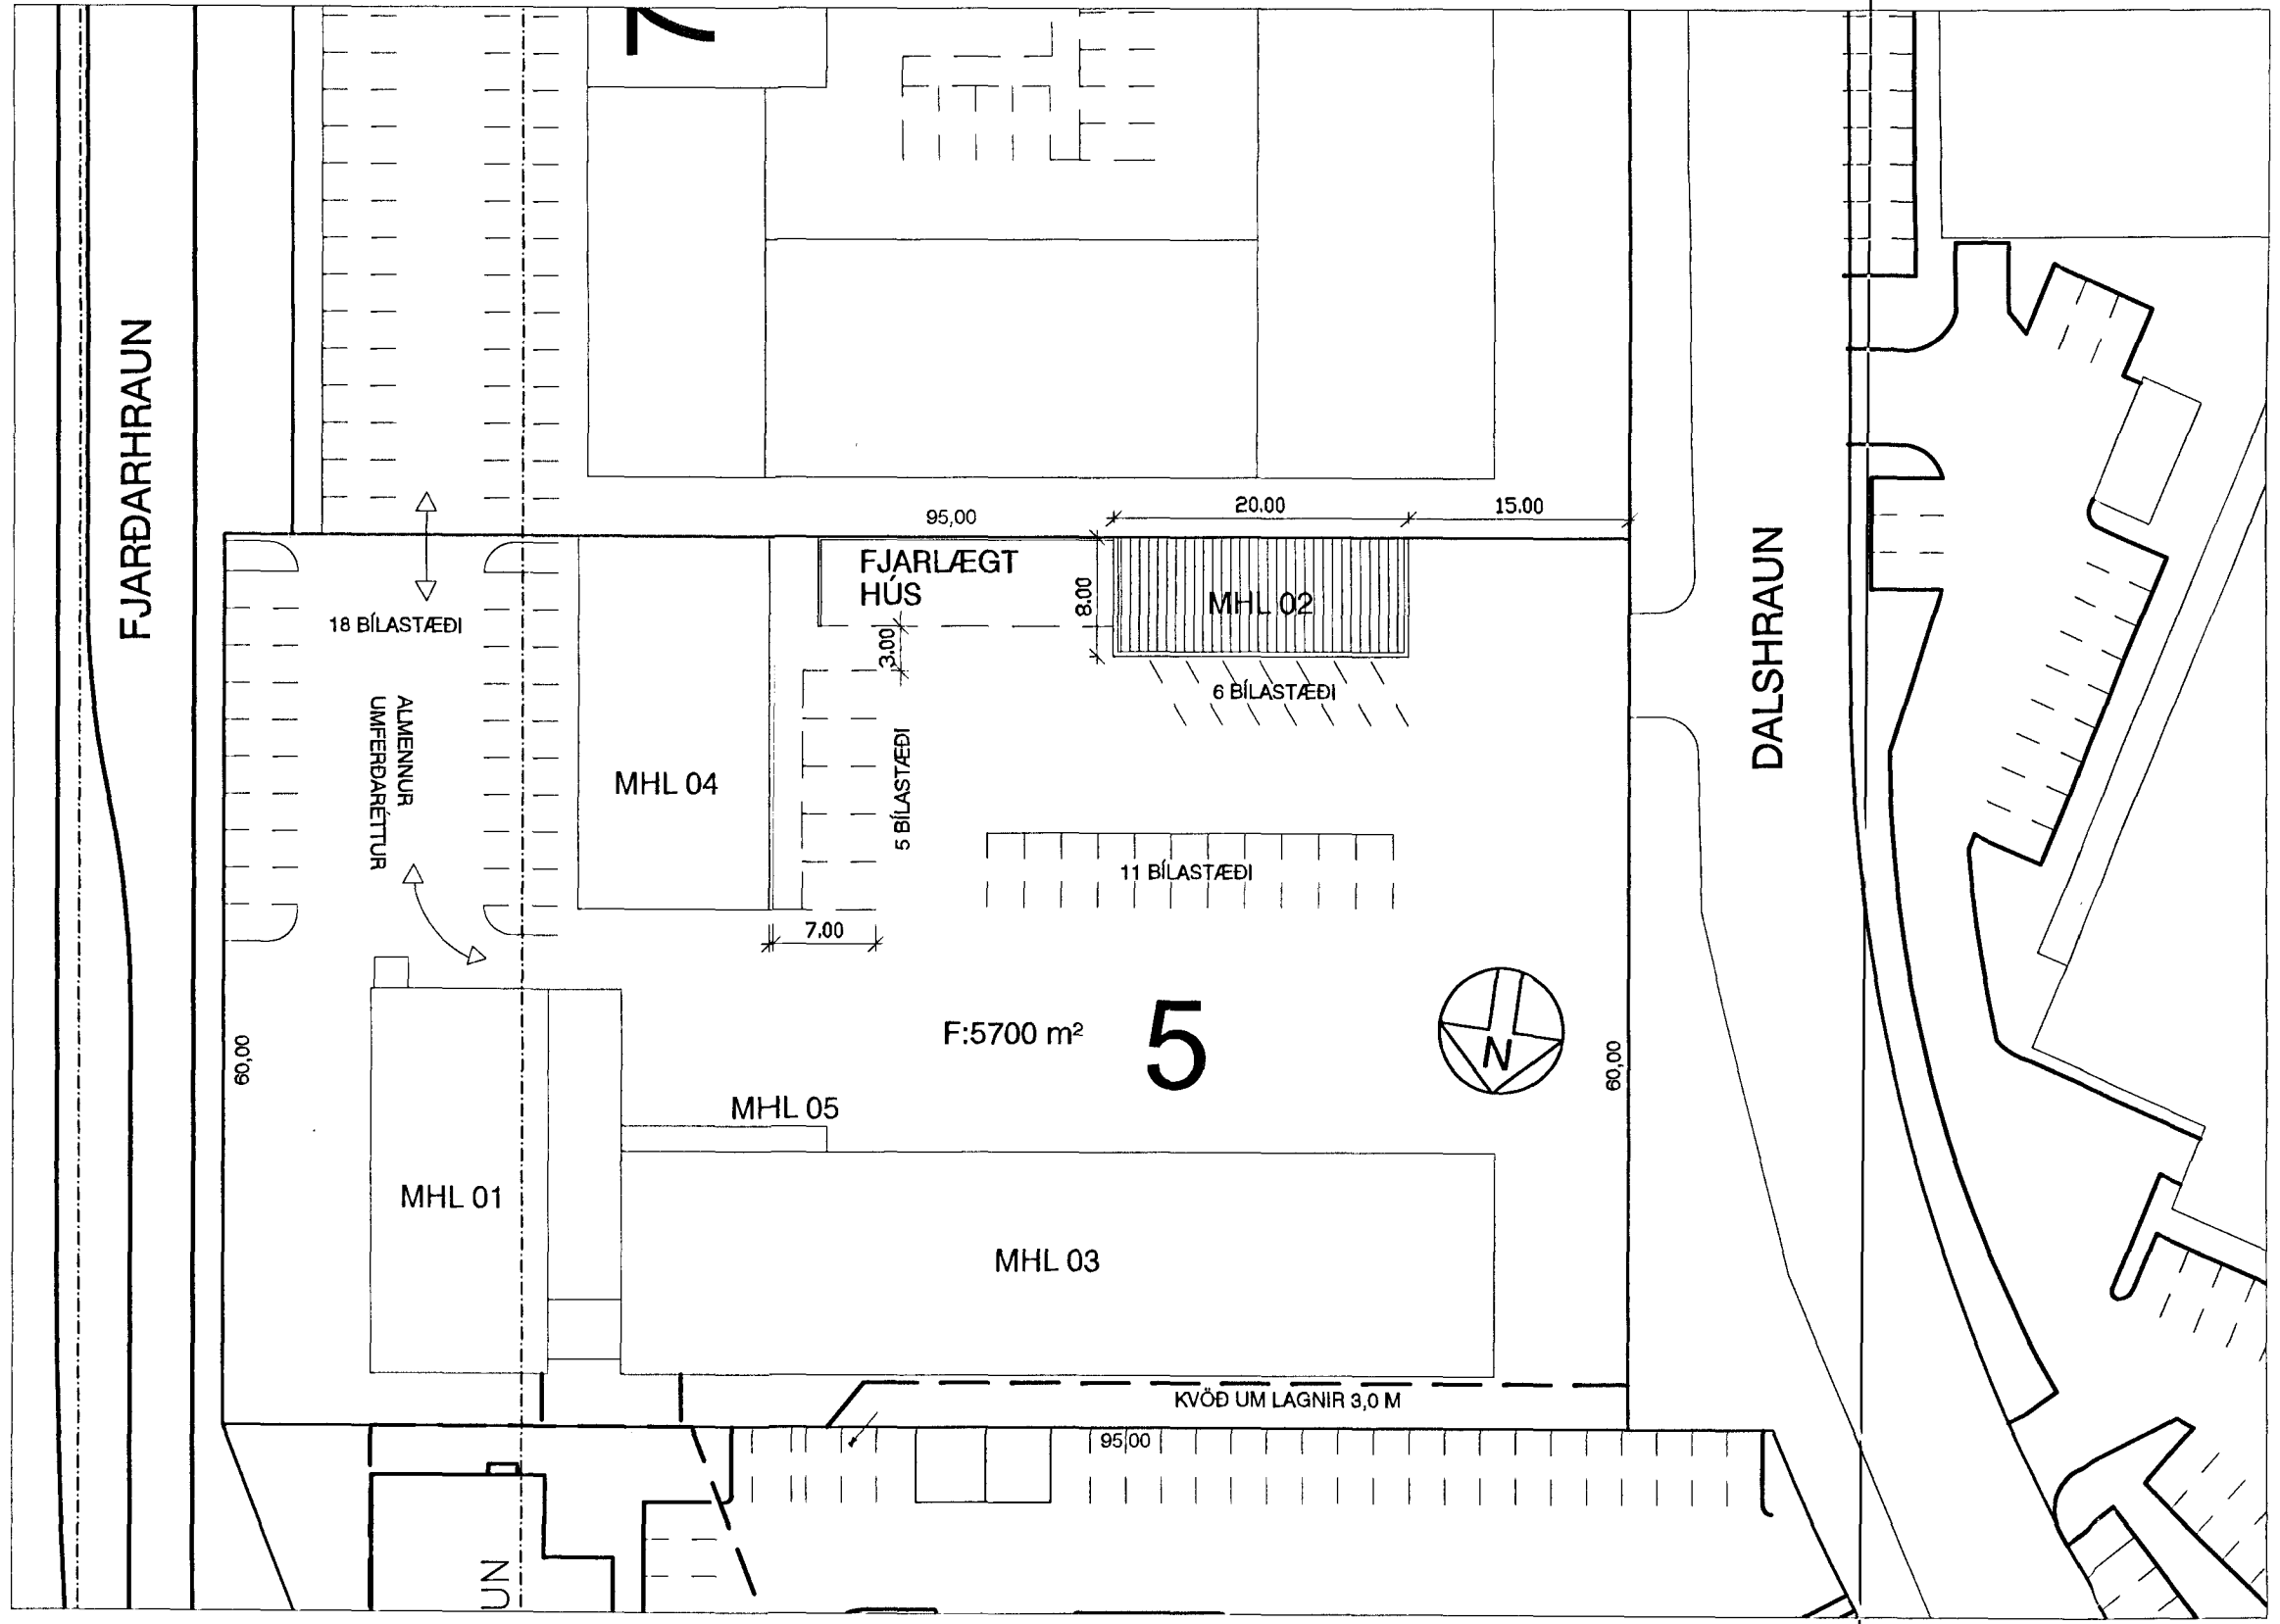 7
FJARÐARHRAUN
95,00
20.00
15.00
FJARLÆGT
HÚS
8.00
MHL 02
18 BÍLASTÆÐI
3.00
6 BÍLASTÆÐI
DALSHRAUN
ALMENNUR
UMFERÐARÉTTUR
MHL 04
5 BÍLASTÆÐI
11 BÍLASTÆÐI
7.00
F:5700 m²
5
N
60,00
60,00
MHL 05
MHL 01
MHL 03
KVÖÐ UM LAGNIR 3,0 M
95,00
UN